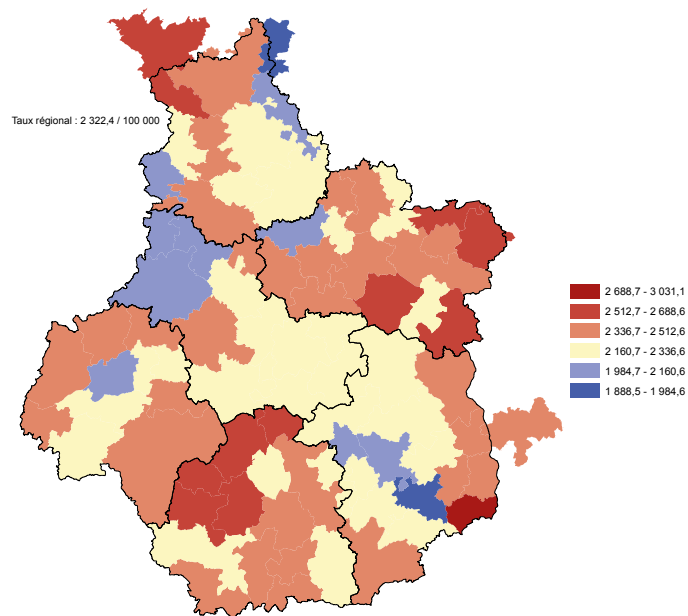 Taux régional : 2 322,4 / 100 000
2 688,7 - 3 031,1
2 512,7 - 2 688,6
2 336,7 - 2 512,6
2 160,7 - 2 336,6
1 984,7 - 2 160,6
1 888,5 - 1 984,6